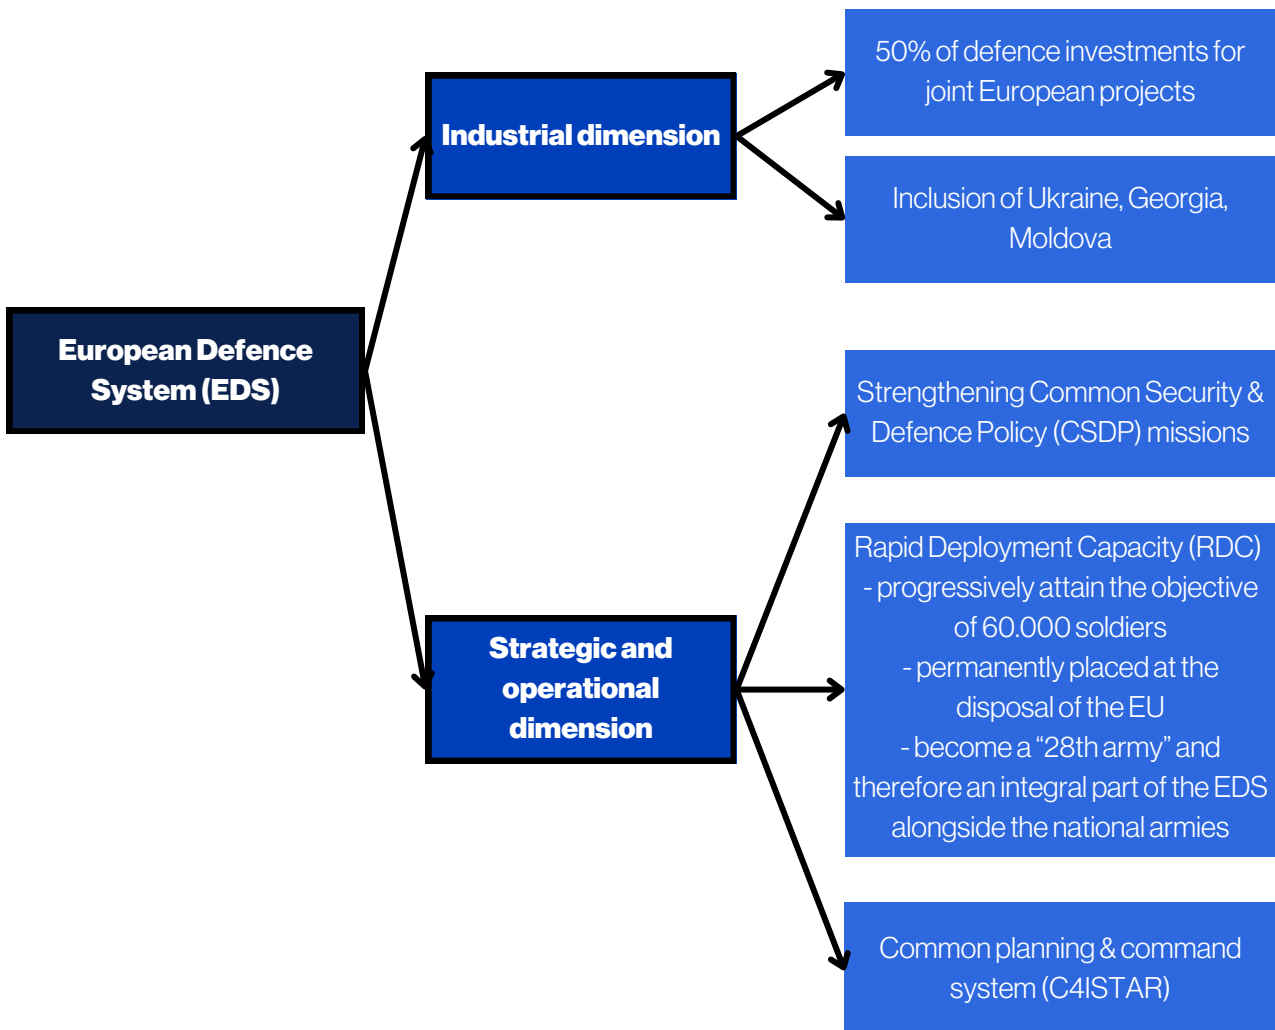 50% of defence investments for
joint European projects
Industrial dimension
Inclusion of Ukraine, Georgia,
Moldova
European Defence
System (EDS)
Strengthening Common Security &
Defence Policy (CSDP) missions
Rapid Deployment Capacity (RDC)
- progressively attain the objective
of 60.000 soldiers
- permanently placed at the
disposal of the EU
- become a “28th army” and
therefore an integral part of the EDS
alongside the national armies
Strategic and
operational
dimension
Common planning & command
system (C4ISTAR)